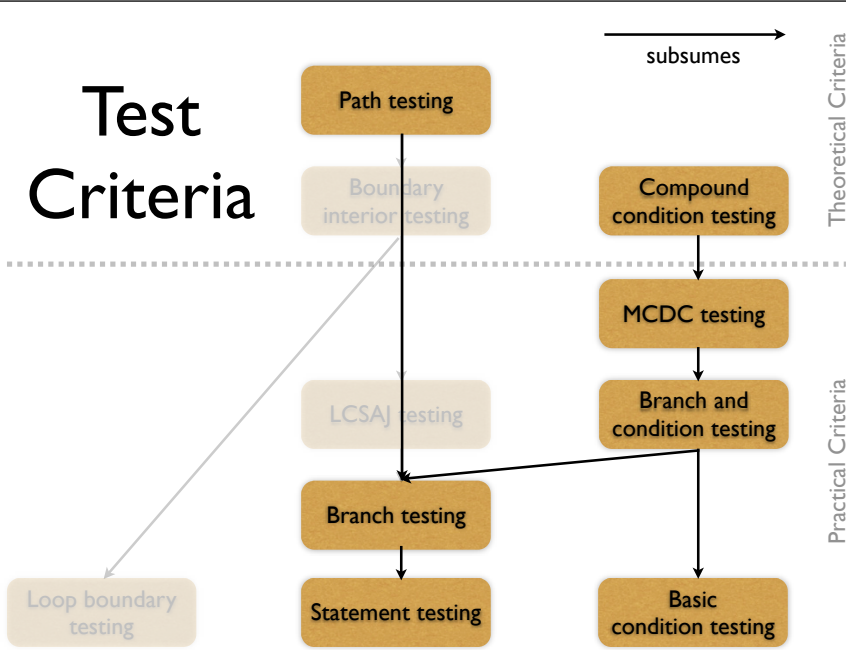 subsumes
Test
Criteria
Path testing
Theoretical Criteria
Boundary
interior testing
Compound
condition testing
MCDC testing
LCSAJ testing
Branch and
condition testing
Practical Criteria
Branch testing
Loop boundary
testing
Statement testing
Basic
condition testing